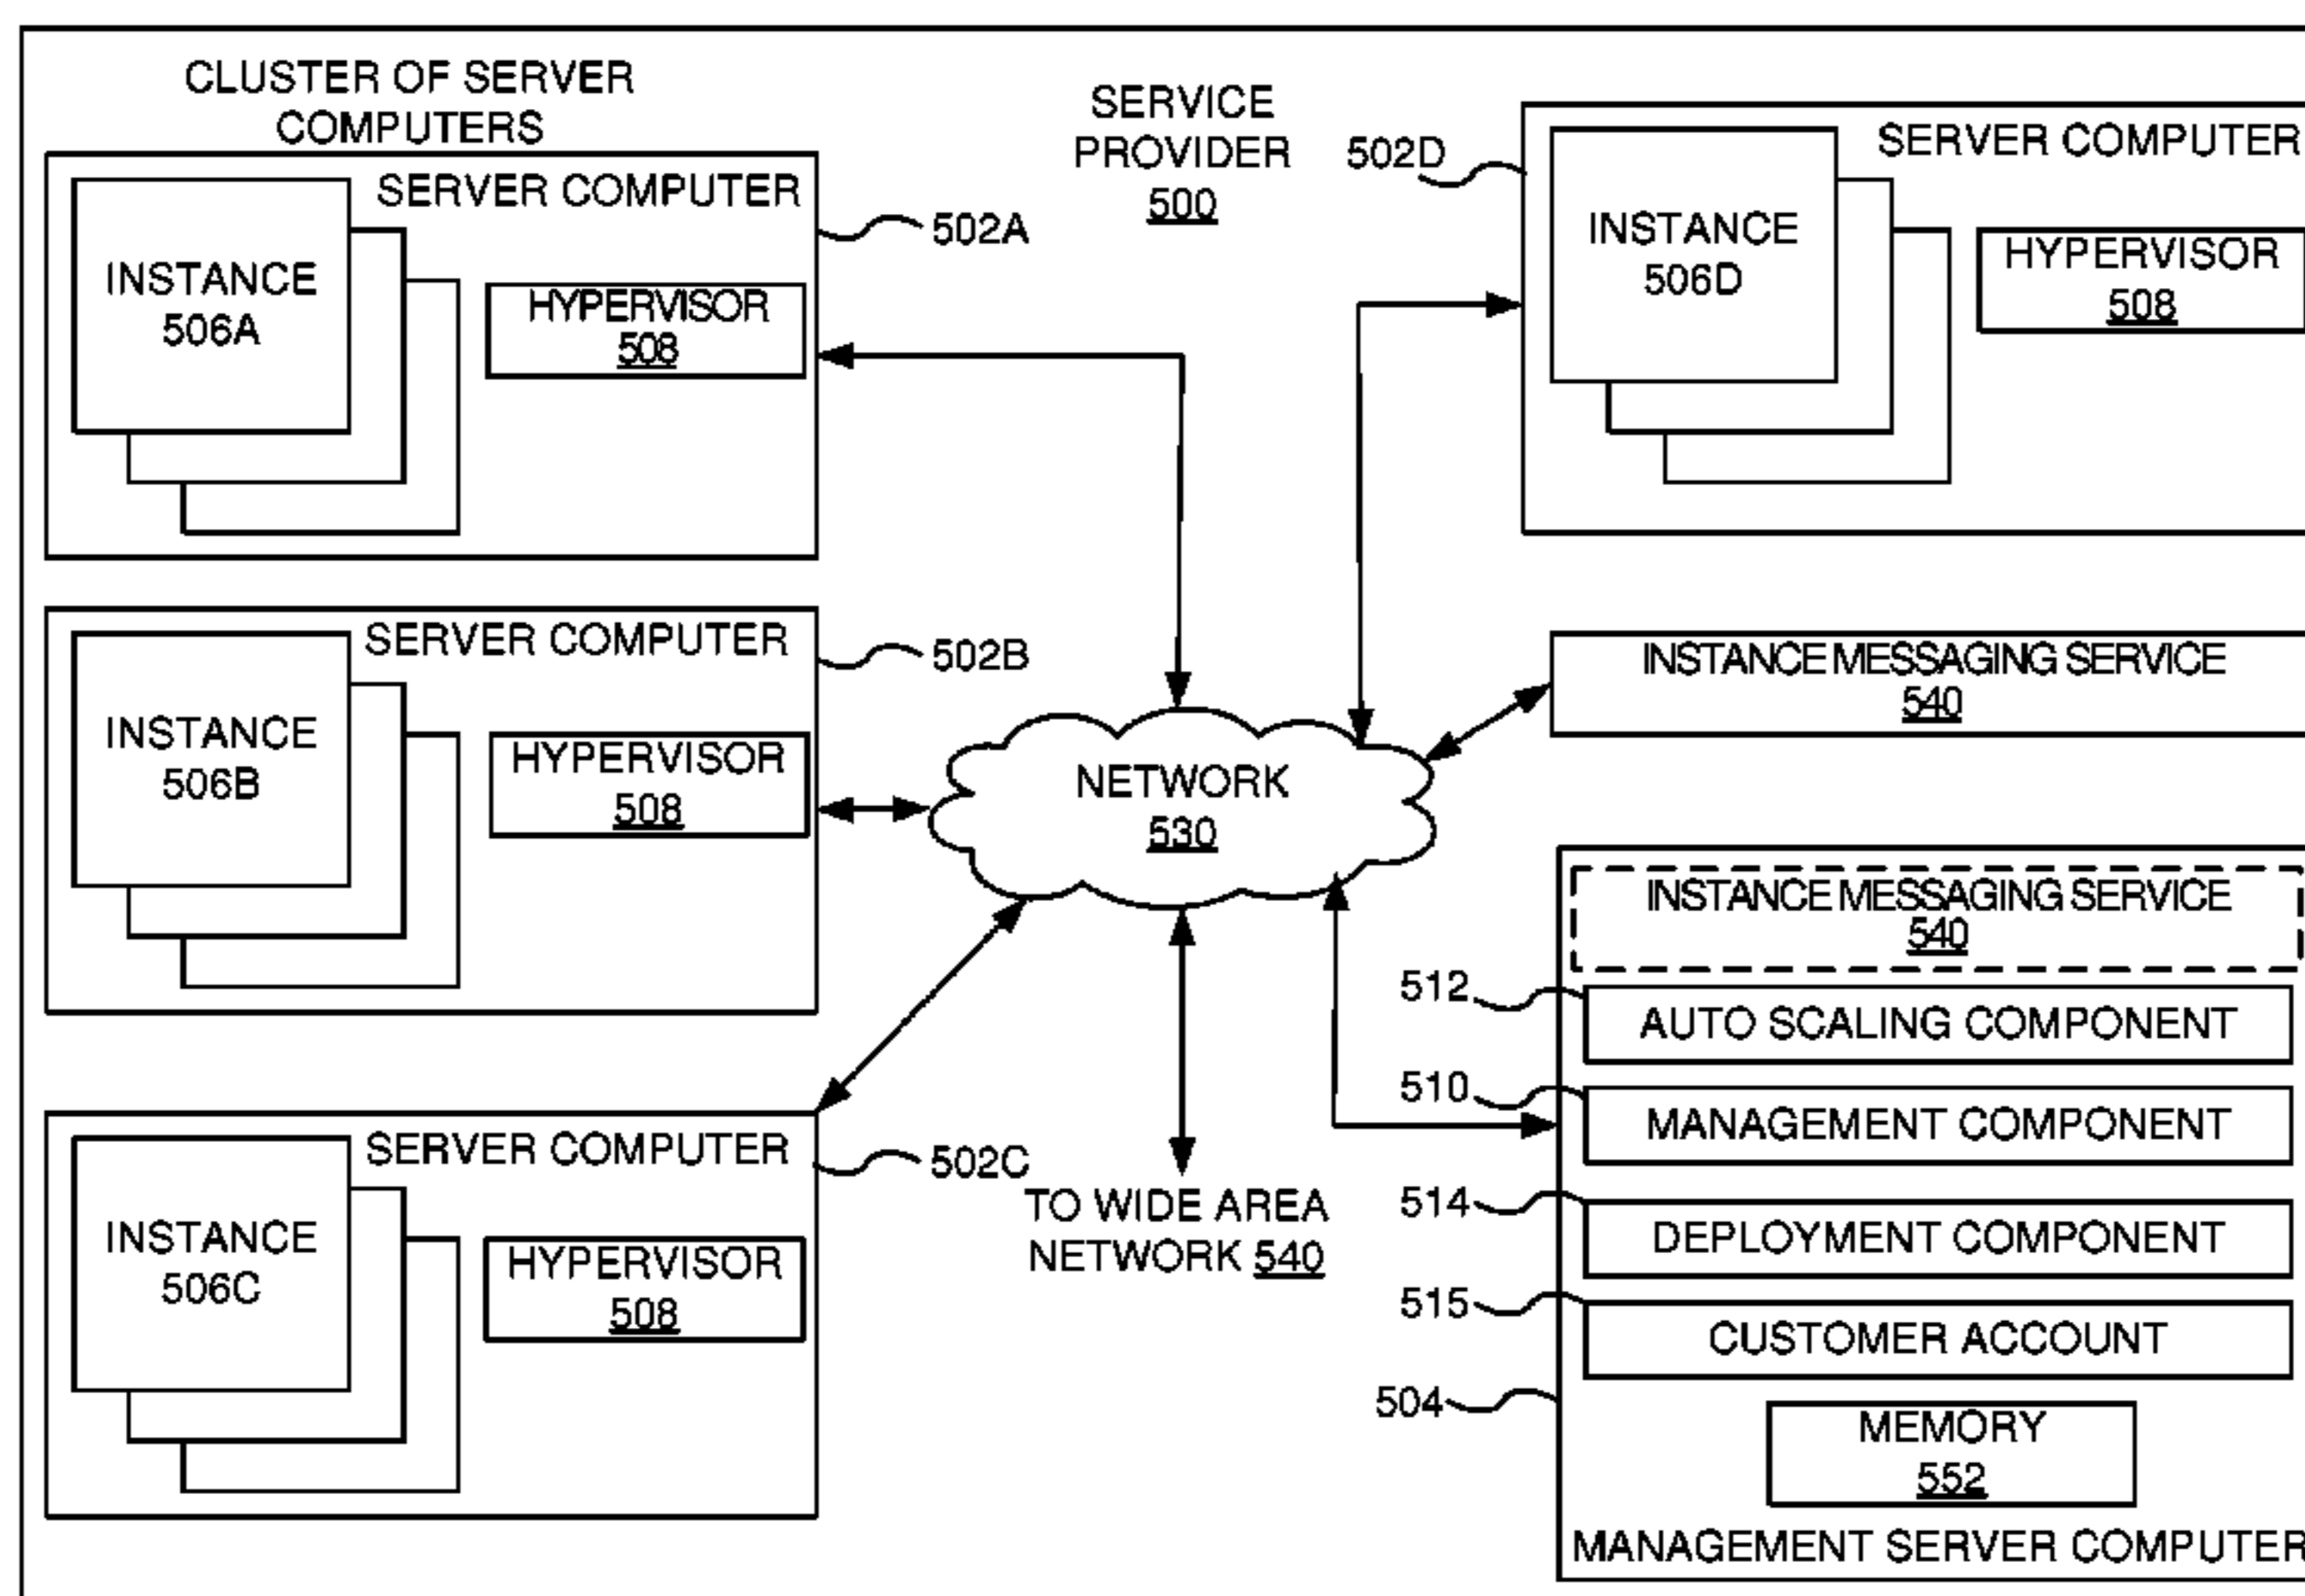 CLUSTER OF SERVER
COMPUTERS
SERVER COMPUTER
502A
INSTANCE
506A
HYPERVISOR
508
SERVICE
PROVIDER
500
502D
SERVER COMPUTER
INSTANCE
506D
HYPERVISOR
508
SERVER COMPUTER
502B
INSTANCE
506B
HYPERVISOR
508
INSTANCE MESSAGING SERVICE
540
NETWORK
530
INSTANCE MESSAGING SERVICE
540
512
AUTO SCALING COMPONENT
510
MANAGEMENT COMPONENT
514
DEPLOYMENT COMPONENT
515
CUSTOMER ACCOUNT
504
MEMORY
552
MANAGEMENT SERVER COMPUTER
SERVER COMPUTER
502C
INSTANCE
506C
HYPERVISOR
508
TO WIDE AREA
NETWORK 540